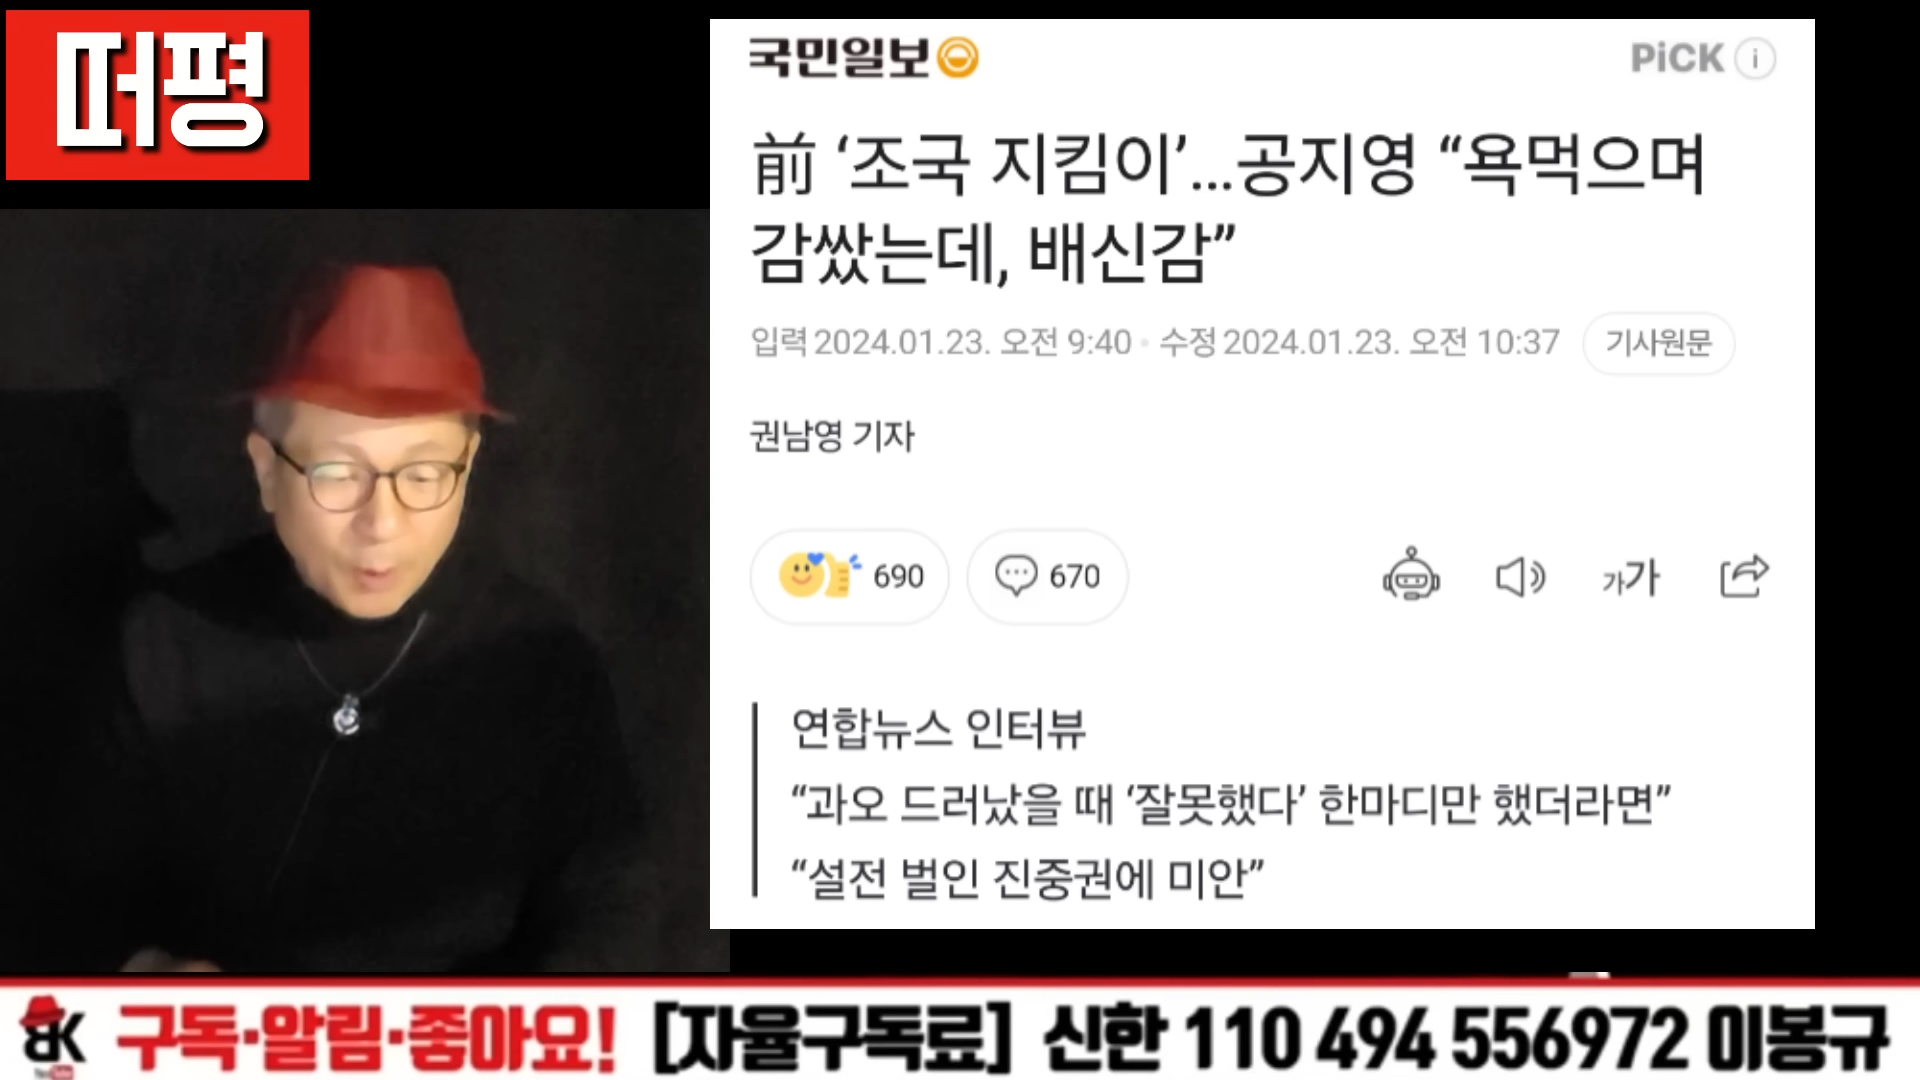 떠평
국민일보
PiCK i
前 ‘조국 지킴이’…공지영 “욕먹으며
감쌌는데, 배신감”
입력 2024.01.23. 오전 9:40 · 수정 2024.01.23. 오전 10:37 기사원문
권남영 기자
690 670 가가
연합뉴스 인터뷰
“과오 드러났을 때 ‘잘못했다’ 한마디만 했더라면”
“설전 벌인 진중권에 미안”
BK 구독·알림·좋아요! [자율구독료] 신한 110 494 556972 이봉규